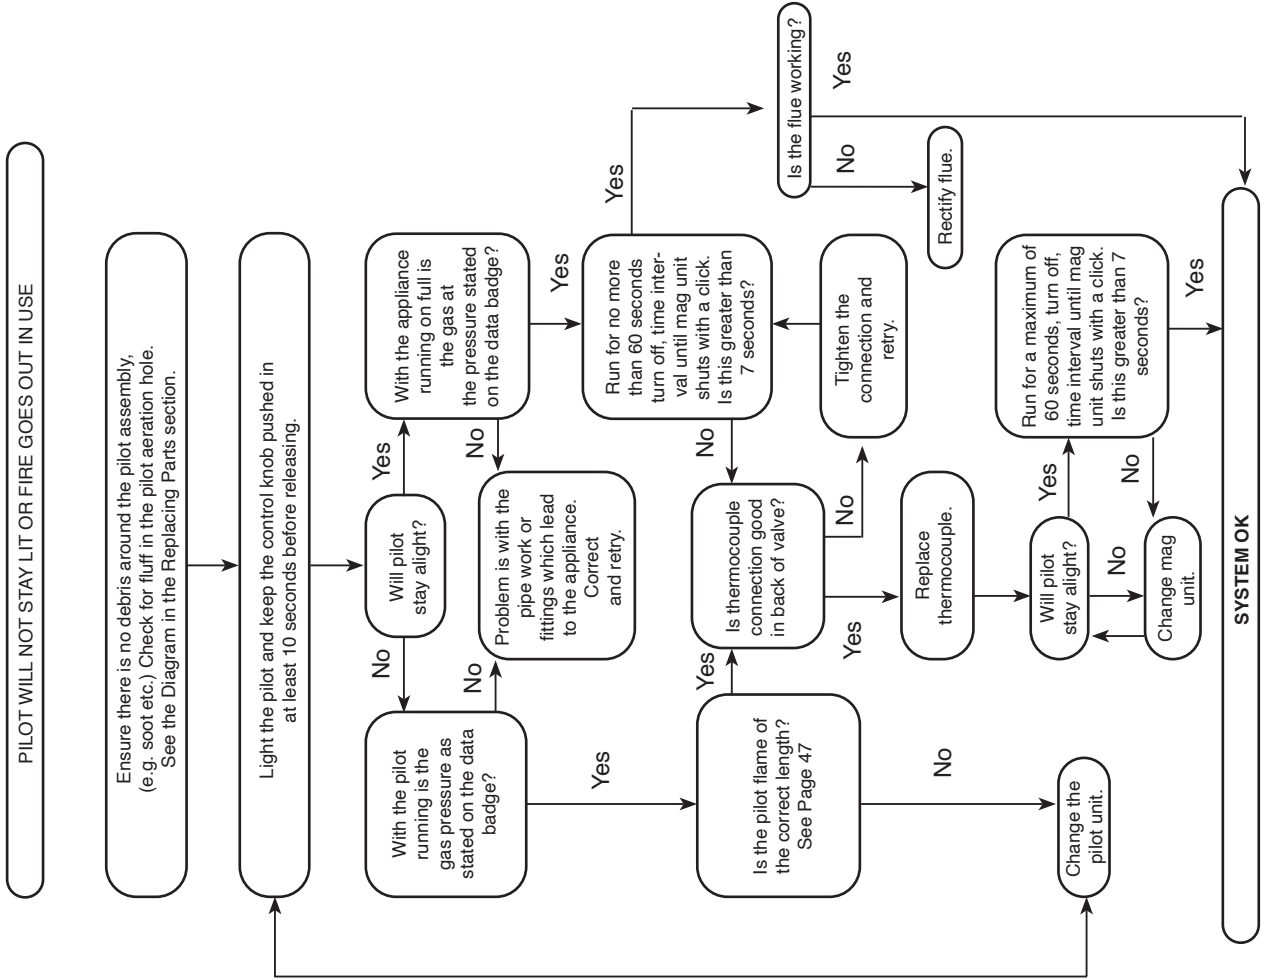 PILOT WILL NOT STAY LIT OR FIRE GOES OUT IN USE
Ensure there is no debris around the pilot assembly,
(e.g. soot etc.) Check for fluff in the pilot aeration hole.
See the Diagram in the Replacing Parts section.
Light the pilot and keep the control knob pushed in
at least 10 seconds before releasing.
Will pilot
stay alight?
No
Yes
With the pilot
running is the
gas pressure as
stated on the data
badge?
With the appliance
running on full is
the gas at
the pressure stated
on the data badge?
No
No
Problem is with the
pipe work or
fittings which lead
to the appliance.
Correct
and retry.
Yes
Yes
Is the pilot flame of
the correct length?
See Page 47
Yes
Is thermocouple
connection good
in back of valve?
No
Run for no more
than 60 seconds
turn off, time inter-
val until mag unit
shuts with a click.
Is this greater than
7 seconds?
Yes
Is the flue working?
No
Yes
Rectify flue.
No
Tighten the
connection and
retry.
Yes
Replace
thermocouple.
No
Change the
pilot unit.
Will pilot
stay alight?
Yes
Run for a maximum of
60 seconds, turn off,
time interval until mag
unit shuts with a click.
Is this greater than 7
seconds?
No
No
Change mag
unit.
Yes
SYSTEM OK